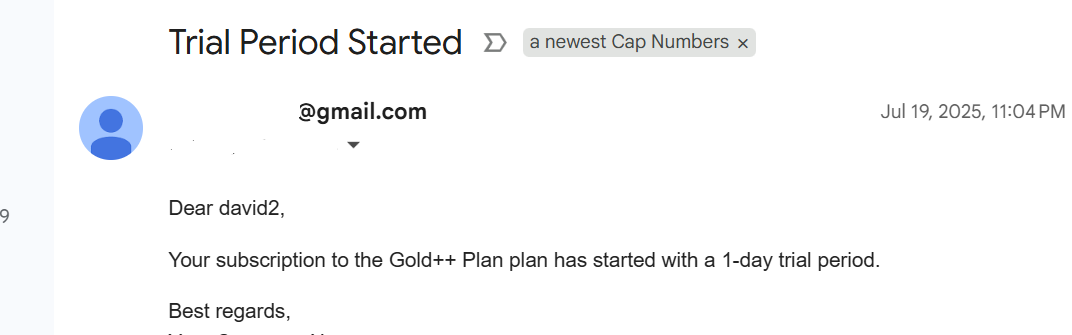 Trial Period Started
a newest Cap Numbers ×
@gmail.com
Jul 19, 2025, 11:04 PM
9
Dear david2,
Your subscription to the Gold++ Plan plan has started with a 1-day trial period.
Best regards,